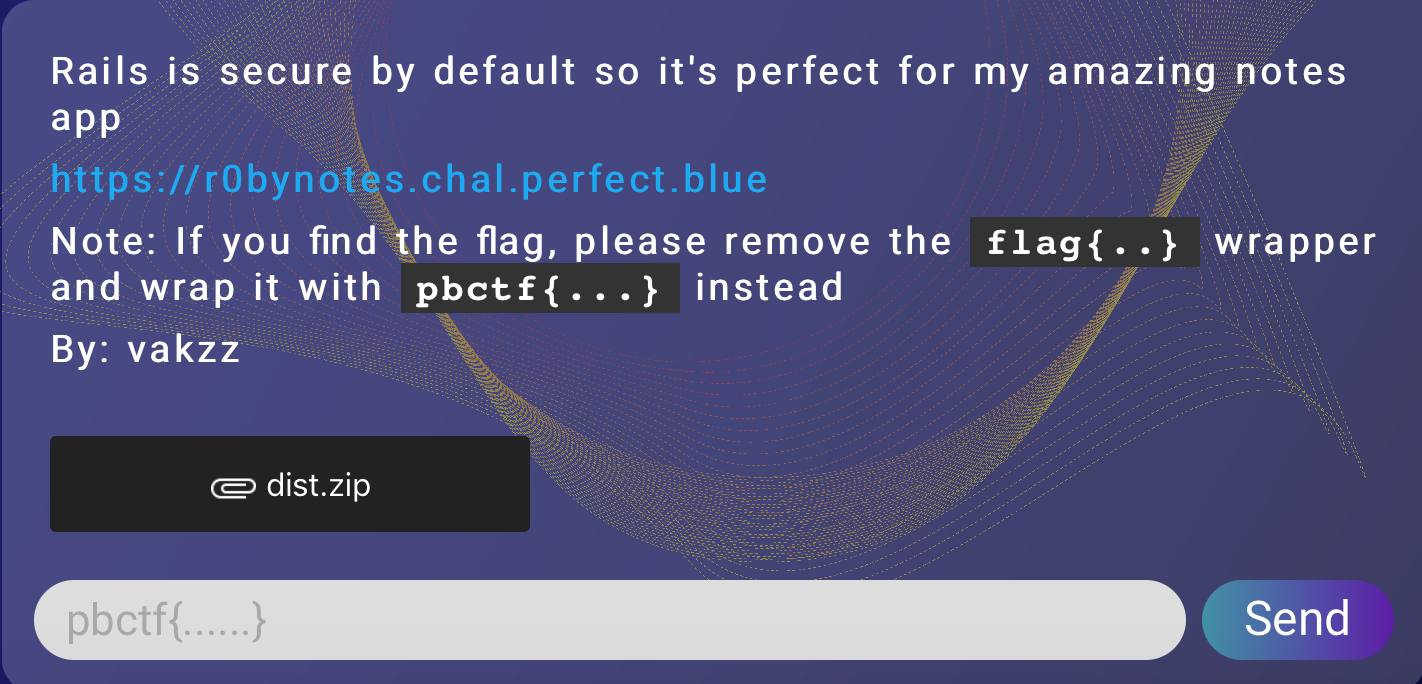 Rails is secure by default so it's perfect for my amazing notes
app
https://r0bynotes.chal.perfect.blue
Note: If you find the flag, please remove the flag{..} wrapper
and wrap it with pbctf{...} instead
By: vakzz
dist.zip
pbctf{......}
Send